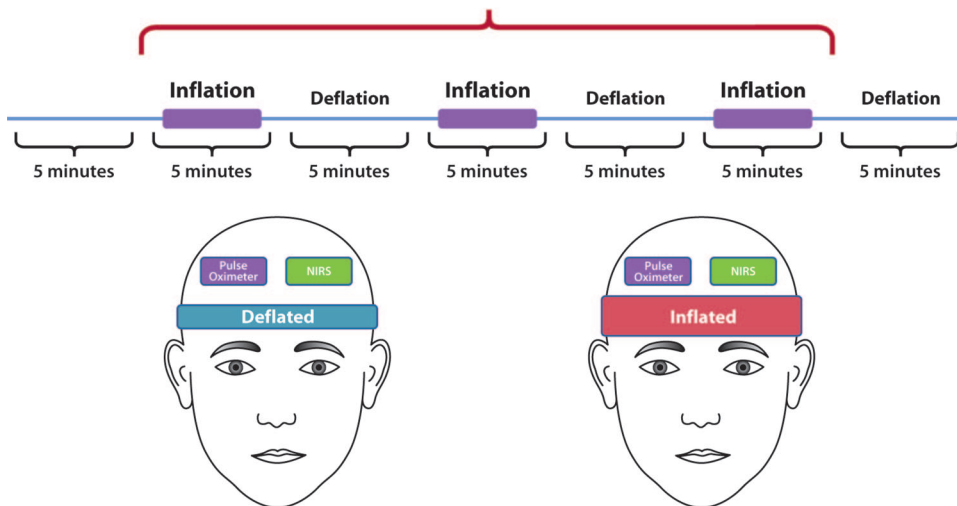 Inflation
Deflation
Inflation
Deflation
Inflation
Deflation
5 minutes
5 minutes
5 minutes
5 minutes
5 minutes
5 minutes
5 minutes
Pulse
Oximeter
NIRS
Deflated
Pulse
Oximeter
NIRS
Inflated